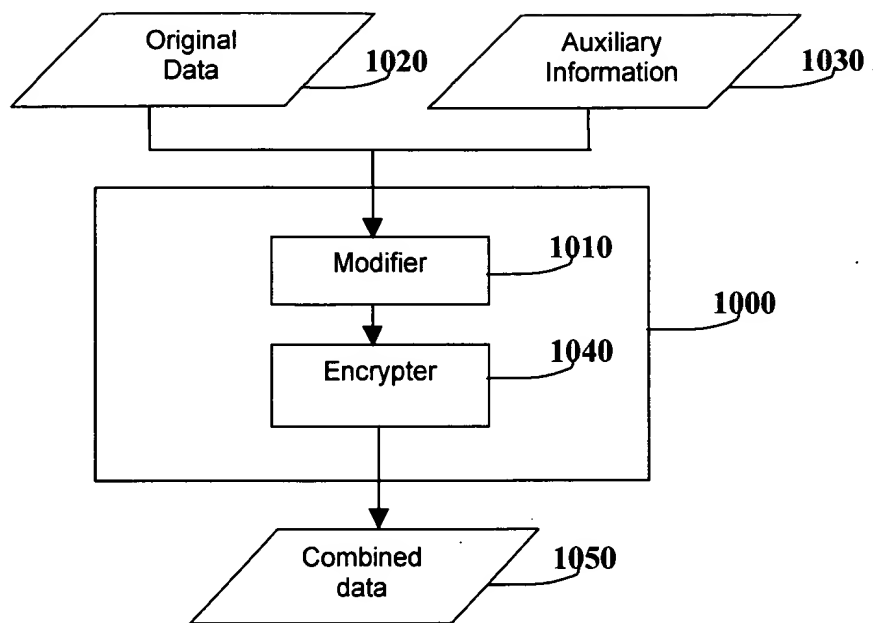 Original
Data
1020
Auxiliary
Information
1030
Modifier
1010
1000
Encrypter
1040
Combined
data
1050